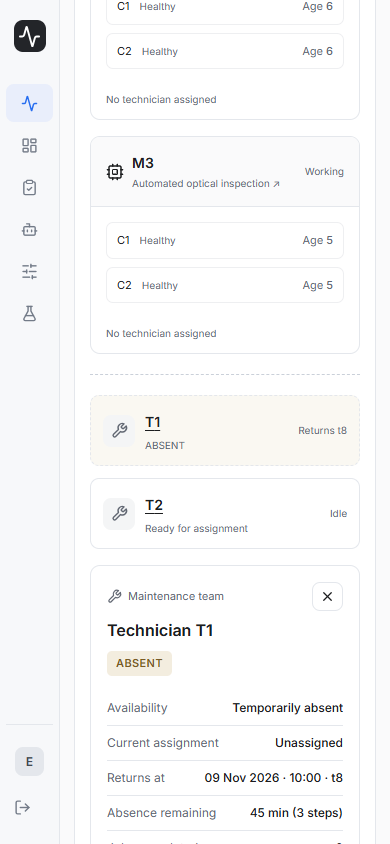 C1 Healthy Age 6
C2 Healthy Age 6
No technician assigned
M3
Automated optical inspection ↗
Working
C1 Healthy Age 5
C2 Healthy Age 5
No technician assigned
T1
ABSENT
Returns t8
T2
Ready for assignment
Idle
Maintenance team
Technician T1
ABSENT
Availability Temporarily absent
Current assignment Unassigned
Returns at 09 Nov 2026 · 10:00 · t8
Absence remaining 45 min (3 steps)
E